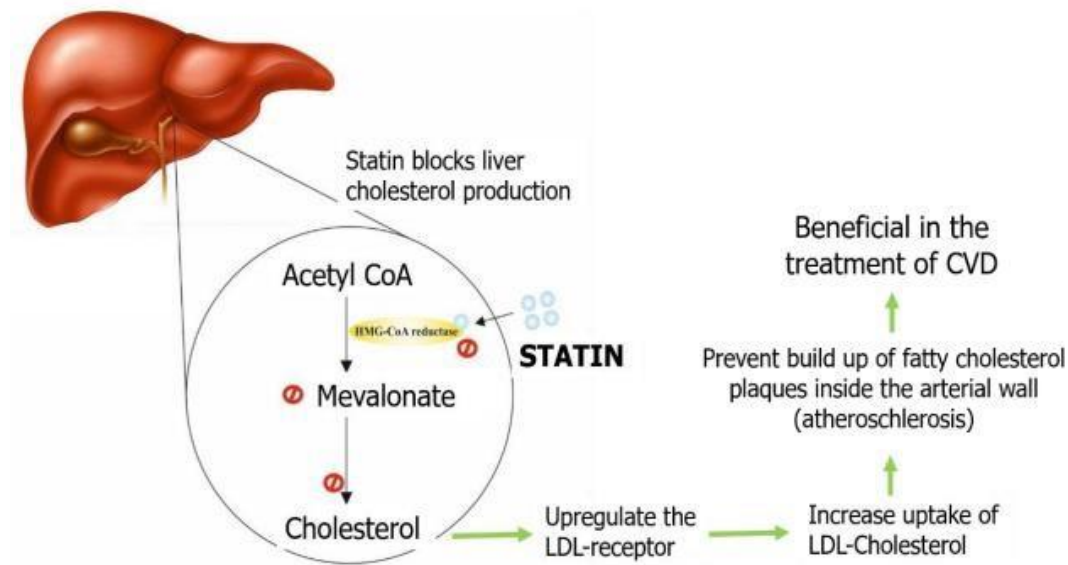 Statin blocks liver
cholesterol production
Acetyl CoA
HMG-CoA reductase
STATIN
Mevalonate
Cholesterol
Upregulate the
LDL-receptor
Increase uptake of
LDL-Cholesterol
Prevent build up of fatty cholesterol
plaques inside the arterial wall
(atheroschlerosis)
Beneficial in the
treatment of CVD